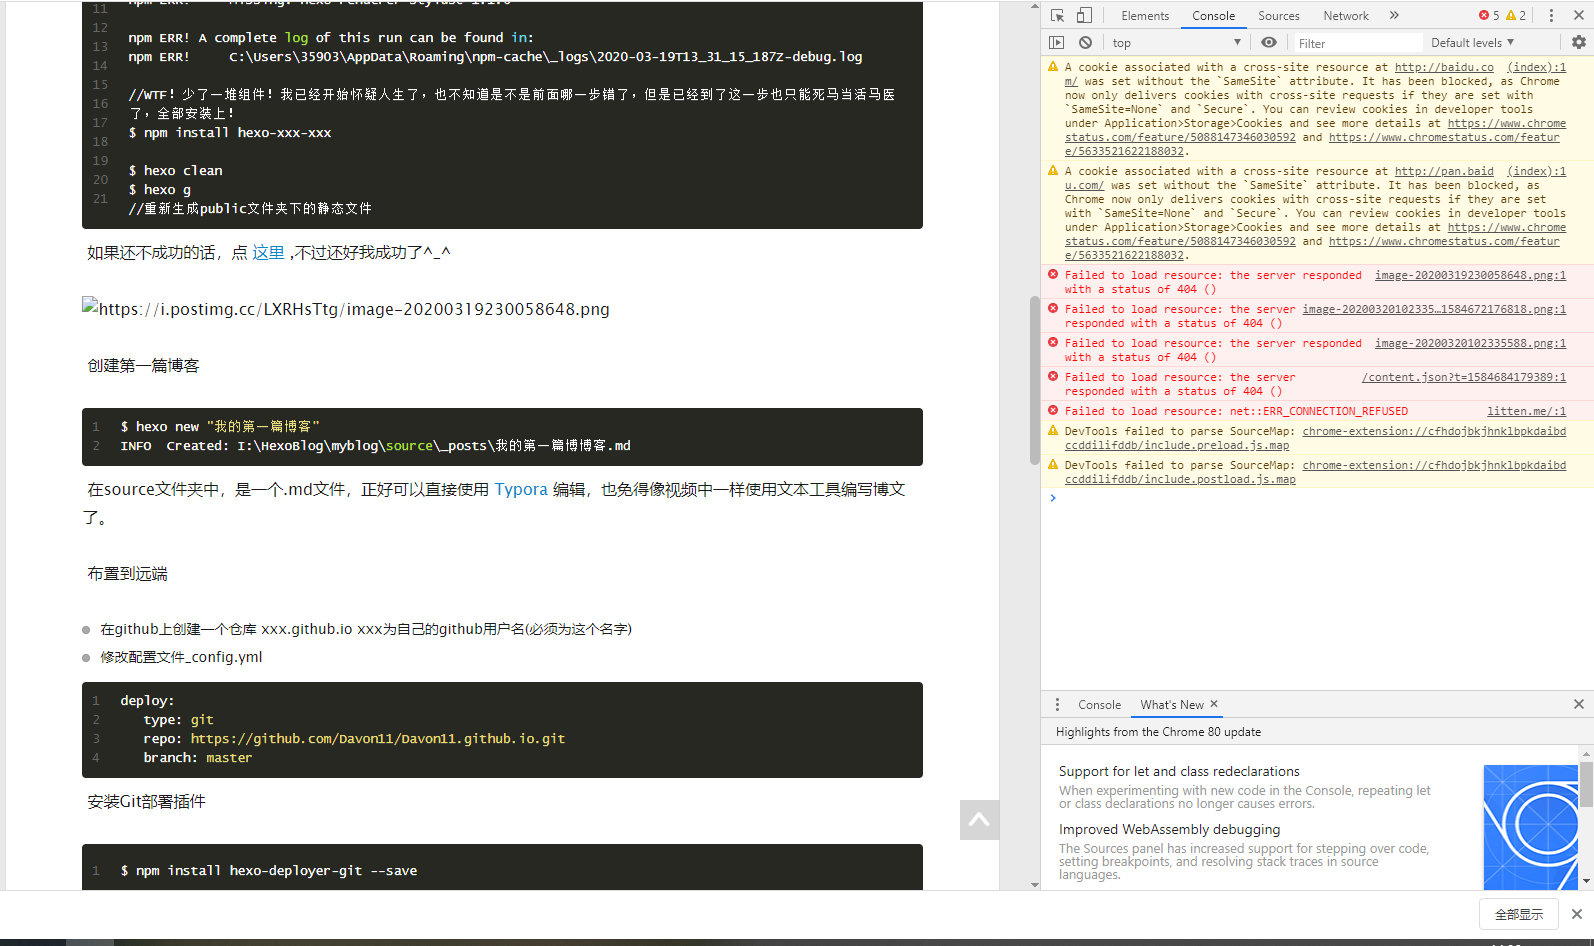 11
12 npm ERR! A complete log of this run can be found in:
13 npm ERR!     C:\Users\35903\AppData\Roaming\npm-cache\_logs\2020-03-19T13_31_15_187Z-debug.log
14
15 //WTF! 少了一堆组件! 我已经开始怀疑人生了, 也不知道是不是前面哪一步错了, 但是已经到了这一步也只能死马当活马医
16 了, 全部安装上!
17 $ npm install hexo-xxx-xxx
18
19 $ hexo clean
20 $ hexo g
21 //重新生成public文件夹下的静态文件
如果还不成功的话，点 这里 ,不过还好我成功了^_^
https://i.postimg.cc/LXRHsTtg/image-20200319230058648.png
创建第一篇博客
1 $ hexo new "我的第一篇博客"
2 INFO  Created: I:\HexoBlog\myblog\source\_posts\我的第一篇博博客.md
在source文件夹中，是一个.md文件，正好可以直接使用 Typora 编辑，也免得像视频中一样使用文本工具编写博文
了。
布置到远端
在github上创建一个仓库 xxx.github.io xxx为自己的github用户名(必须为这个名字)
修改配置文件_config.yml
1 deploy:
2    type: git
3    repo: https://github.com/Davon11/Davon11.github.io.git
4    branch: master
安装Git部署插件
1 $ npm install hexo-deployer-git --save
Elements Console Sources Network » 5 2
top Filter Default levels
A cookie associated with a cross-site resource at http://baidu.co (index):1
m/ was set without the `SameSite` attribute. It has been blocked, as Chrome
now only delivers cookies with cross-site requests if they are set with
`SameSite=None` and `Secure`. You can review cookies in developer tools
under Application>Storage>Cookies and see more details at https://www.chrome
status.com/feature/5088147346030592 and https://www.chromestatus.com/featur
e/5633521622188032.
A cookie associated with a cross-site resource at http://pan.baid (index):1
u.com/ was set without the `SameSite` attribute. It has been blocked, as
Chrome now only delivers cookies with cross-site requests if they are set
with `SameSite=None` and `Secure`. You can review cookies in developer tools
under Application>Storage>Cookies and see more details at https://www.chrome
status.com/feature/5088147346030592 and https://www.chromestatus.com/featur
e/5633521622188032.
Failed to load resource: the server responded image-20200319230058648.png:1
with a status of 404 ()
Failed to load resource: the server image-20200320102335…1584672176818.png:1
responded with a status of 404 ()
Failed to load resource: the server responded image-20200320102335588.png:1
with a status of 404 ()
Failed to load resource: the server /content.json?t=1584684179389:1
responded with a status of 404 ()
Failed to load resource: net::ERR_CONNECTION_REFUSED litten.me/:1
DevTools failed to parse SourceMap: chrome-extension://cfhdojbkjhnklbpkdaibd
ccddilifddb/include.preload.js.map
DevTools failed to parse SourceMap: chrome-extension://cfhdojbkjhnklbpkdaibd
ccddilifddb/include.postload.js.map
Console What's New
Highlights from the Chrome 80 update
Support for let and class redeclarations
When experimenting with new code in the Console, repeating let
or class declarations no longer causes errors.
Improved WebAssembly debugging
The Sources panel has increased support for stepping over code,
setting breakpoints, and resolving stack traces in source
languages.
全部显示